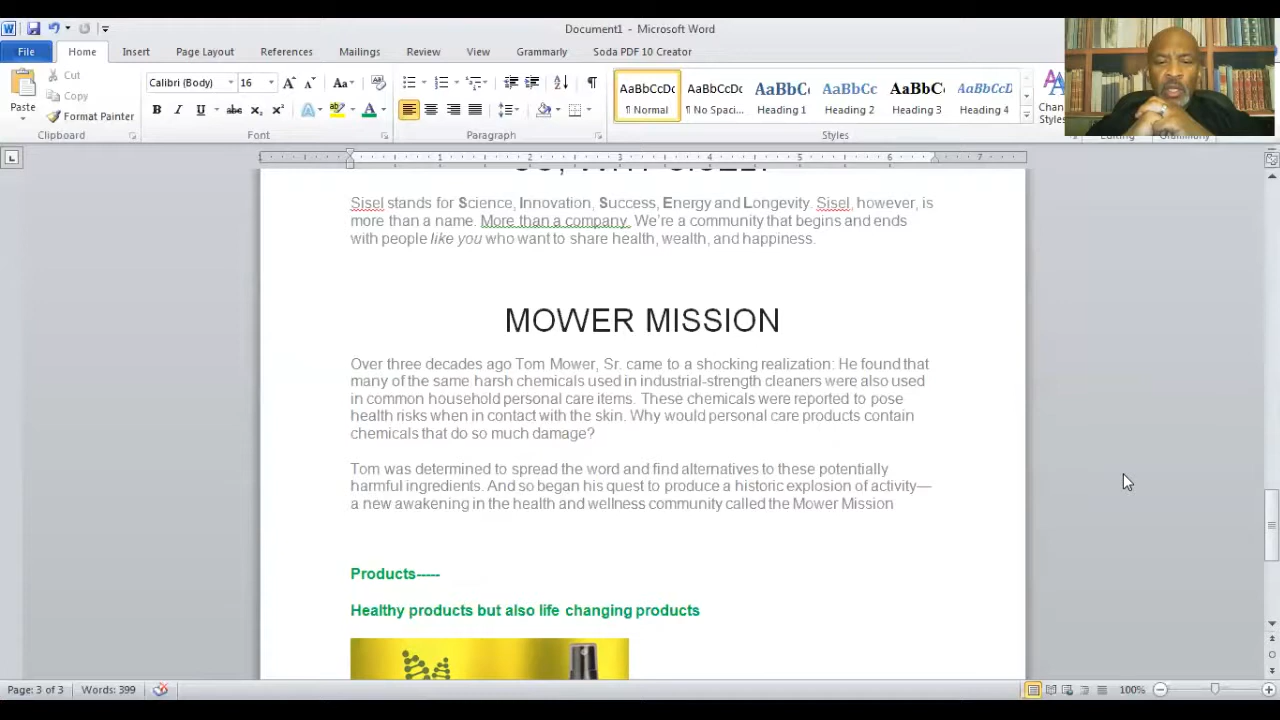 Document1 - Microsoft Word
File Home Insert Page Layout References Mailings Review View Grammarly Soda PDF 10 Creator
Paste
Cut
Copy
Format Painter
Calibri (Body) 16
AaBbCcDc AaBbCcDc AaBbC AaBbCc AaBbC AaBbCcDd
¶ Normal ¶ No Spaci... Heading 1 Heading 2 Heading 3 Heading 4
Styles
Clipboard Font Paragraph Styles
Sisel stands for Science, Innovation, Success, Energy and Longevity. Sisel, however, is
more than a name. More than a company. We're a community that begins and ends
with people like you who want to share health, wealth, and happiness.
MOWER MISSION
Over three decades ago Tom Mower, Sr. came to a shocking realization: He found that
many of the same harsh chemicals used in industrial-strength cleaners were also used
in common household personal care items. These chemicals were reported to pose
health risks when in contact with the skin. Why would personal care products contain
chemicals that do so much damage?
Tom was determined to spread the word and find alternatives to these potentially
harmful ingredients. And so began his quest to produce a historic explosion of activity—
a new awakening in the health and wellness community called the Mower Mission
Products-----
Healthy products but also life changing products
Page: 3 of 3 Words: 399 100%